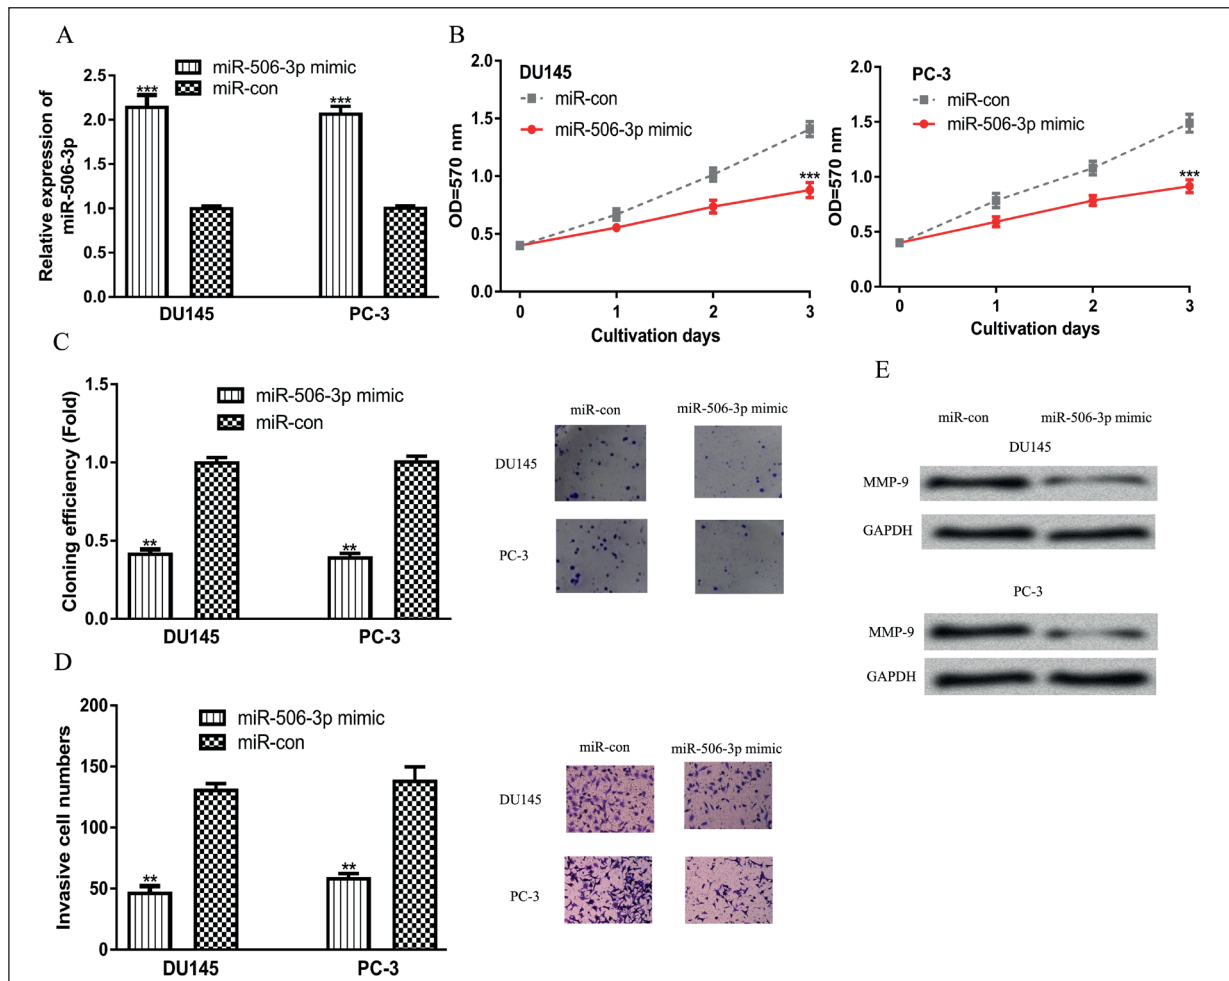 A
miR-506-3p mimic
miR-con
Relative expression of
miR-506-3p
2.5
2.0
1.5
1.0
0.5
0.0
***
***
DU145
PC-3
B
DU145
miR-con
miR-506-3p mimic
OD=570 nm
2.0
1.5
1.0
0.5
0.0
***
0
1
2
3
Cultivation days
PC-3
miR-con
miR-506-3p mimic
OD=570 nm
2.0
1.5
1.0
0.5
0.0
***
0
1
2
3
Cultivation days
C
miR-506-3p mimic
miR-con
Cloning efficiency (Fold)
1.5
1.0
0.5
0.0
**
**
DU145
PC-3
miR-con
miR-506-3p mimic
DU145
PC-3
D
miR-506-3p mimic
miR-con
Invasive cell numbers
200
150
100
50
0
**
**
DU145
PC-3
miR-con
miR-506-3p mimic
DU145
PC-3
E
miR-con
miR-506-3p mimic
DU145
MMP-9
GAPDH
PC-3
MMP-9
GAPDH